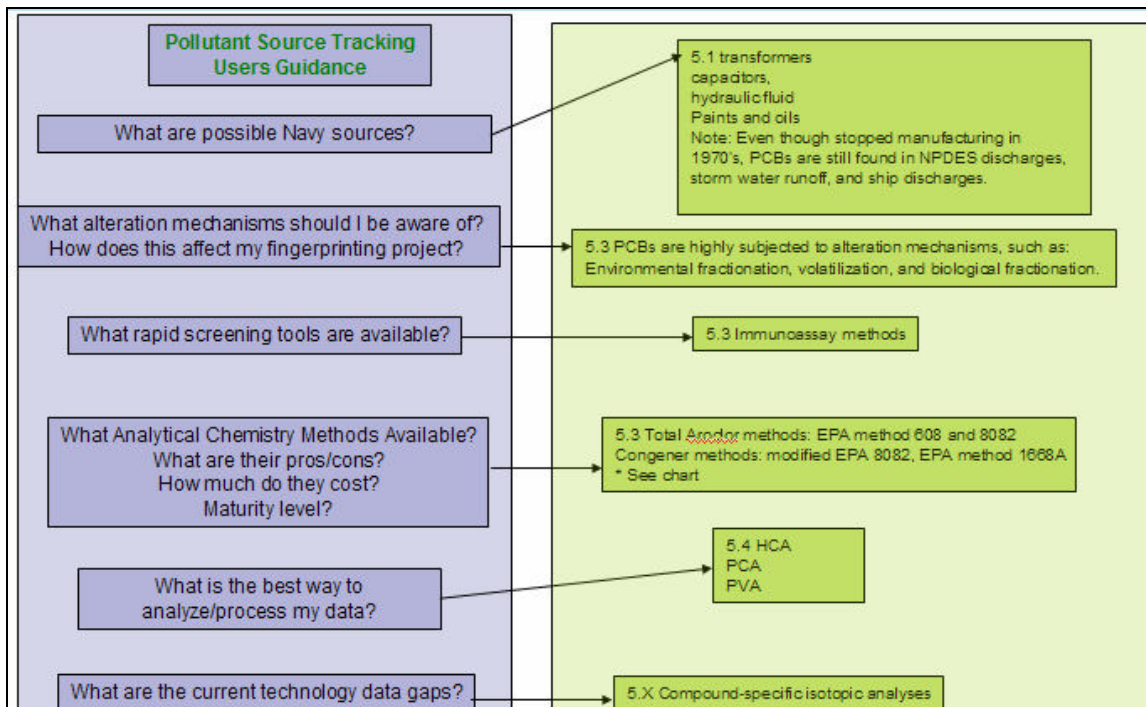 Pollutant Source Tracking
Users Guidance
What are possible Navy sources?
5.1 transformers
capacitors,
hydraulic fluid
Paints and oils
Note: Even though stopped manufacturing in
1970's, PCBs are still found in NPDES discharges,
storm water runoff, and ship discharges.
What alteration mechanisms should I be aware of?
How does this affect my fingerprinting project?
5.3 PCBs are highly subjected to alteration mechanisms, such as:
Environmental fractionation, volatilization, and biological fractionation.
What rapid screening tools are available?
5.3 Immunoassay methods
What Analytical Chemistry Methods Available?
What are their pros/cons?
How much do they cost?
Maturity level?
5.3 Total Aroclor methods: EPA method 608 and 8082
Congener methods: modified EPA 8082, EPA method 1668A
* See chart
What is the best way to
analyze/process my data?
5.4 HCA
PCA
PVA
What are the current technology data gaps?
5.X Compound-specific isotopic analyses